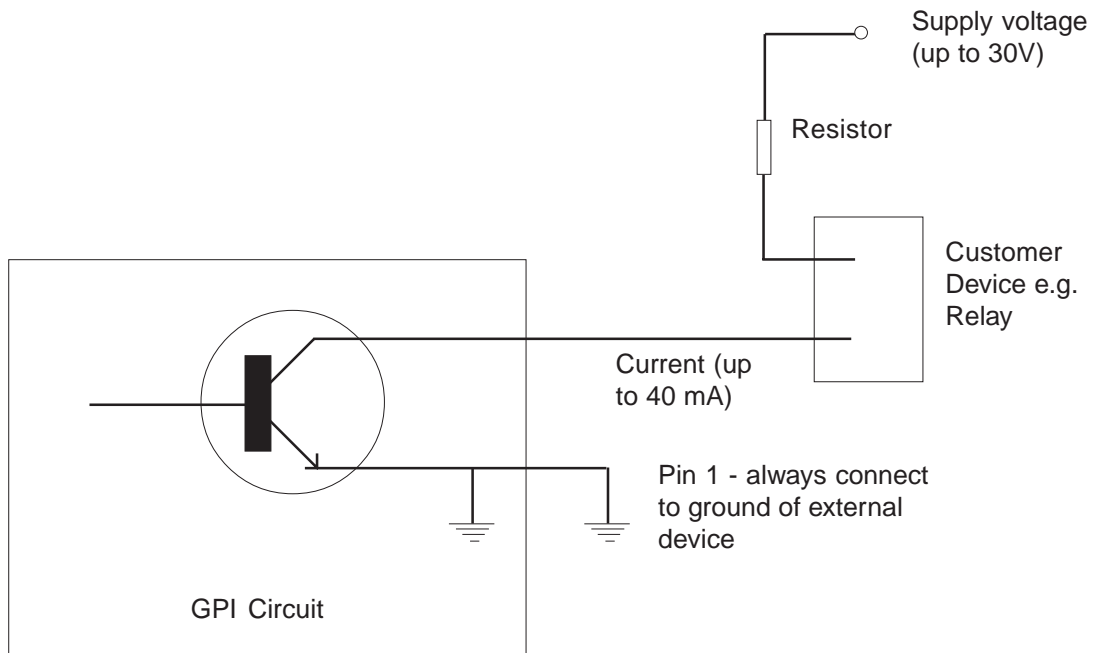 Supply voltage
(up to 30V)
Resistor
Customer
Device e.g.
Relay
Current (up
to 40 mA)
Pin 1 - always connect
to ground of external
device
GPI Circuit